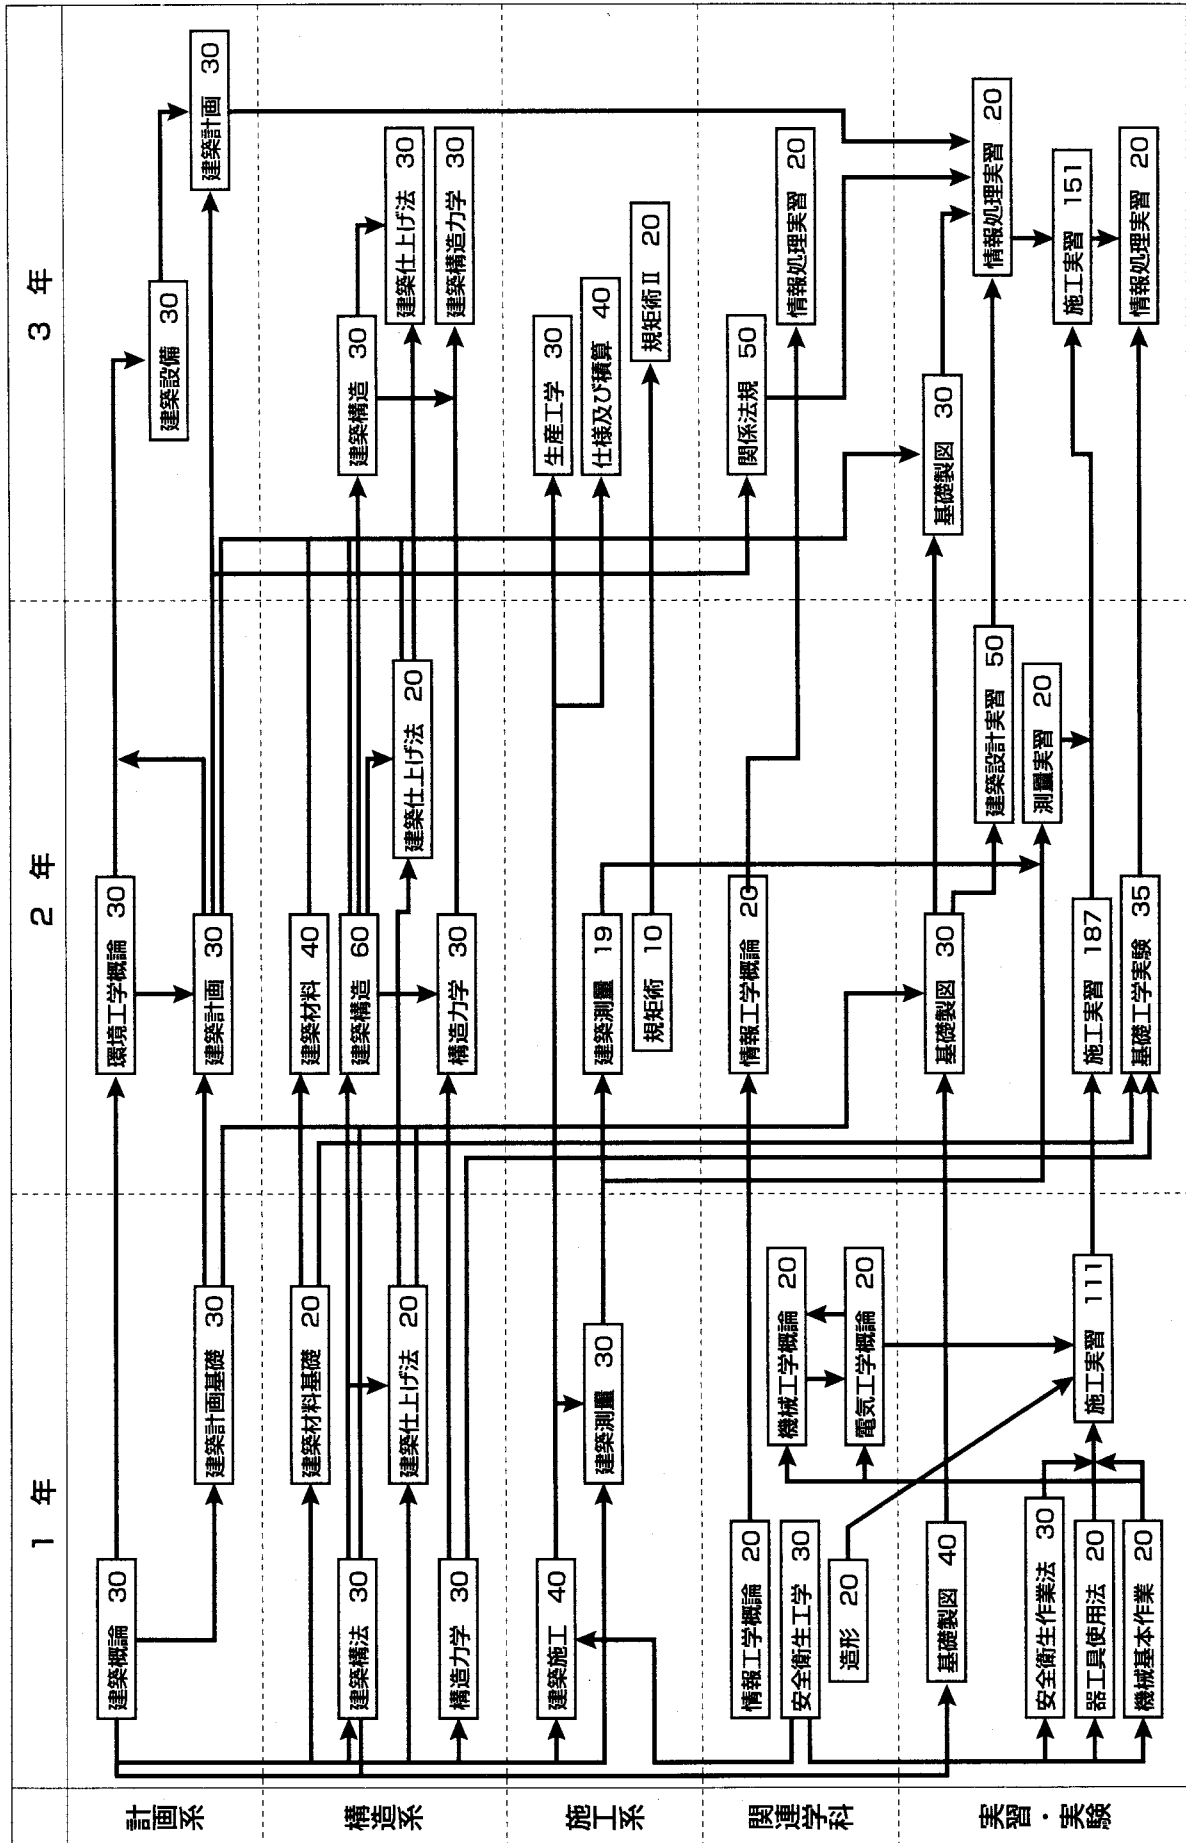 1 年
2 年
3 年
計画系
建築概論 30
建築計画基礎 30
環境工学概論 30
建築計画 30
建築設備 30
建築計画 30
構造系
建築構法 30
構造力学 30
建築材料基礎 20
建築仕上げ法 20
建築材料 40
建築構造 60
構造力学 30
建築仕上げ法 20
建築構造 30
建築仕上げ法 30
建築構造力学 30
施工系
建築施工 40
建築測量 30
建築測量 19
規矩術 10
生産工学 30
仕様及び積算 40
規矩術Ⅱ 20
関連学科
情報工学概論 20
安全衛生工学 30
造形 20
機械工学概論 20
電気工学概論 20
情報工学概論 20
関係法規 50
情報処理実習 20
実習・実験
基礎製図 40
安全衛生作業法 30
器工具使用法 20
機械基本作業 20
施工実習 111
基礎製図 30
施工実習 187
基礎工学実験 35
建築設計実習 50
測量実習 20
基礎製図 30
情報処理実習 20
施工実習 151
情報処理実習 20